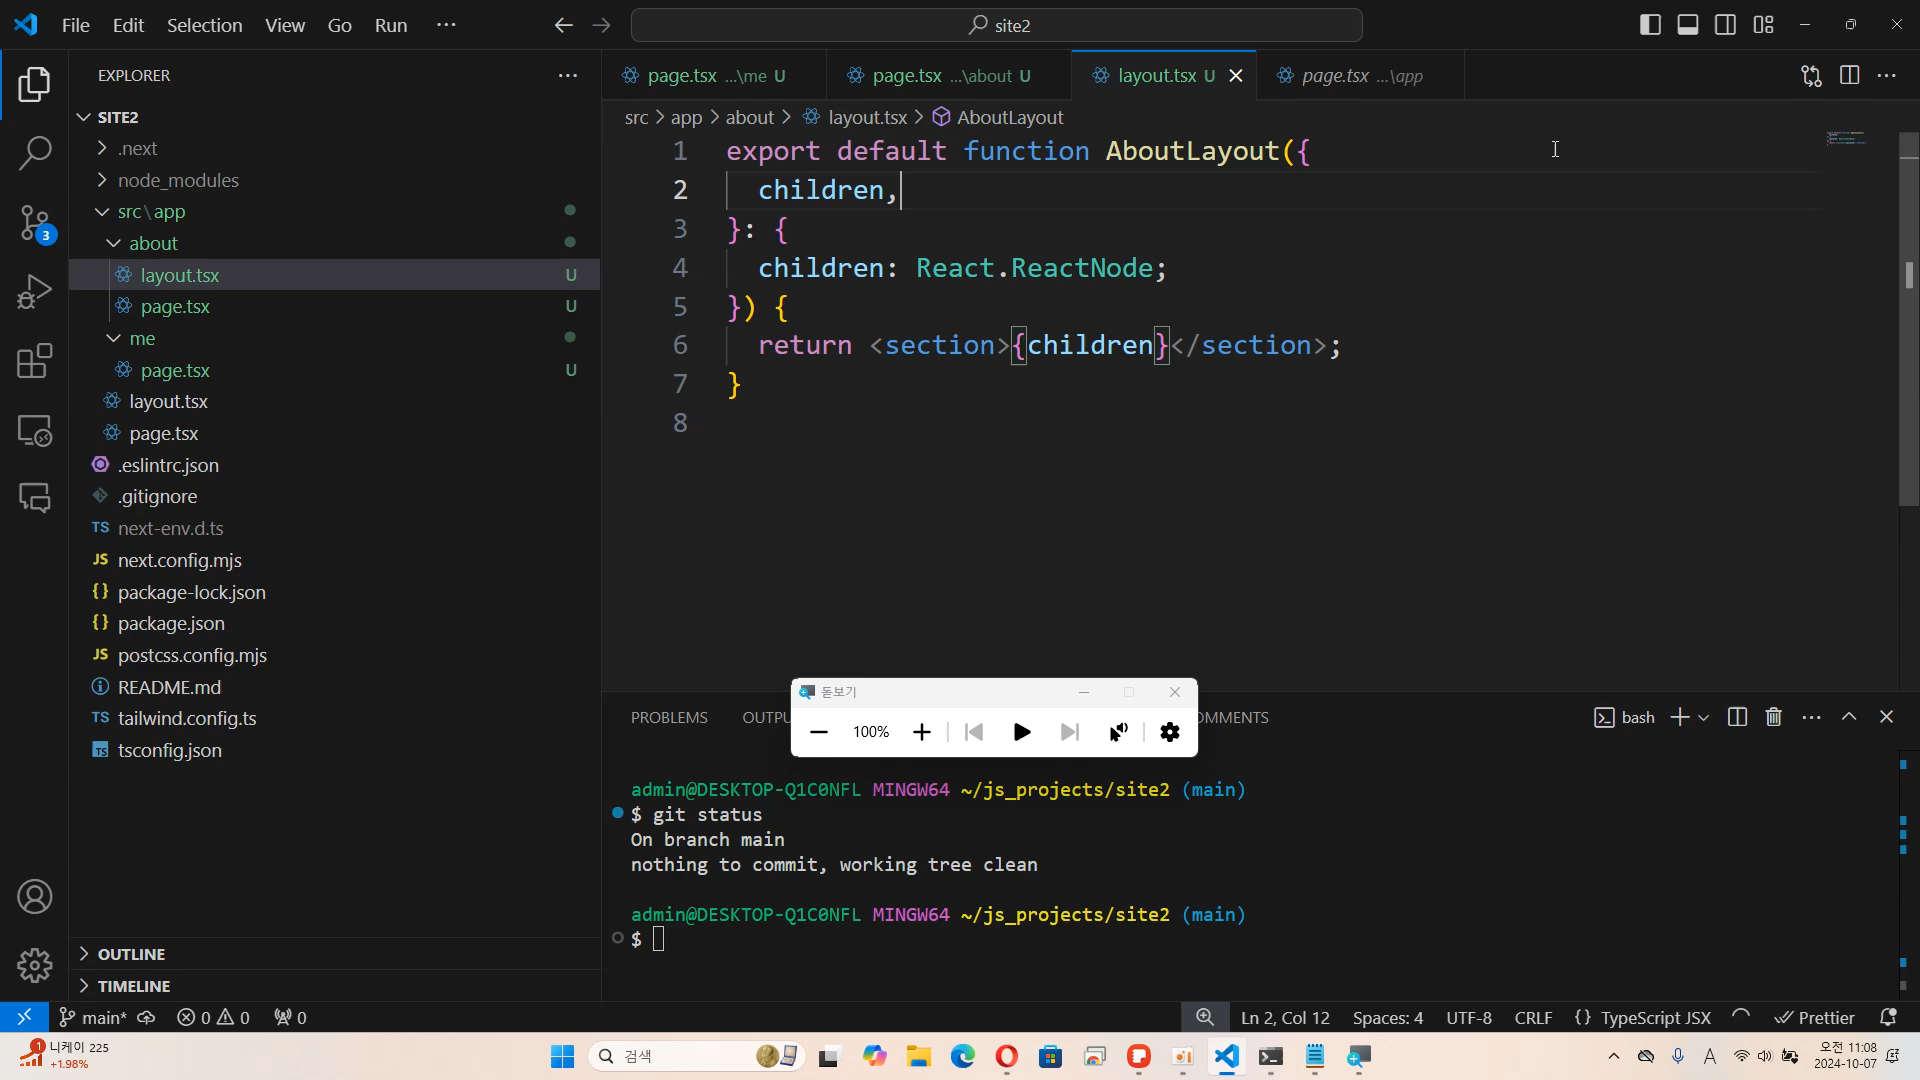 File Edit Selection View Go Run ···
site2
EXPLORER
SITE2
.next
node_modules
src\app
about
layout.tsx U
page.tsx U
me
page.tsx U
layout.tsx
page.tsx
.eslintrc.json
.gitignore
TS next-env.d.ts
JS next.config.mjs
{} package-lock.json
{} package.json
JS postcss.config.mjs
README.md
TS tailwind.config.ts
TS tsconfig.json
OUTLINE
TIMELINE
3
page.tsx ...\me U
page.tsx ...\about U
layout.tsx U
page.tsx ...\app
src > app > about > layout.tsx > AboutLayout
1 export default function AboutLayout({
2 children,
3 }: {
4 children: React.ReactNode;
5 }) {
6 return <section>{children}</section>;
7 }
8
돋보기
100%
PROBLEMS OUTPU OMMENTS
bash
admin@DESKTOP-Q1C0NFL MINGW64 ~/js_projects/site2 (main)
$ git status
On branch main
nothing to commit, working tree clean
admin@DESKTOP-Q1C0NFL MINGW64 ~/js_projects/site2 (main)
$
main* 0 0 0
Ln 2, Col 12 Spaces: 4 UTF-8 CRLF {} TypeScript JSX Prettier
1 니케이 225
+1.98%
검색
A
오전 11:08
2024-10-07